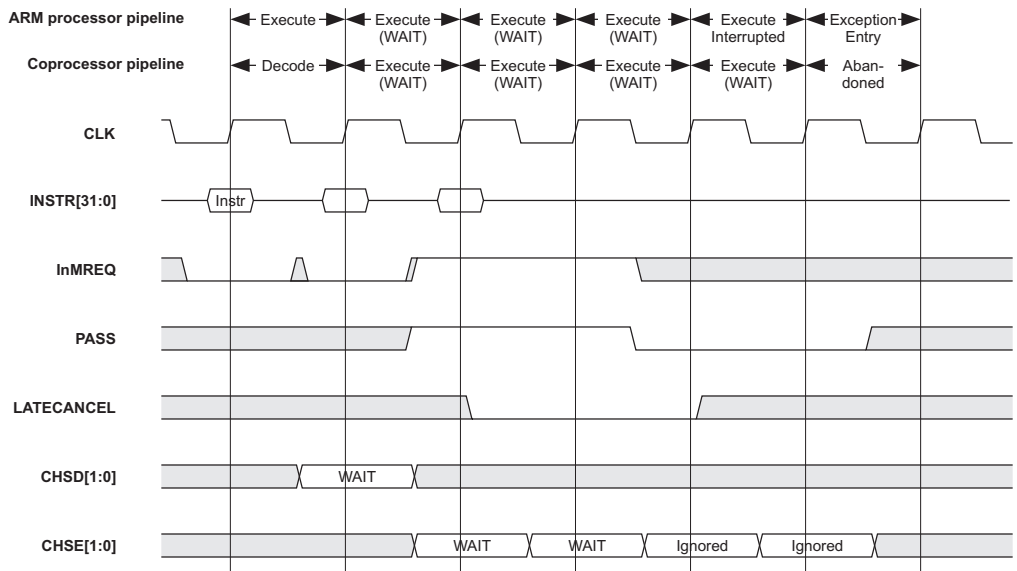 ARM processor pipeline
Execute Execute Execute Execute Execute Exception
(WAIT) (WAIT) (WAIT) Interrupted Entry
Coprocessor pipeline
Decode Execute Execute Execute Execute Aban-
(WAIT) (WAIT) (WAIT) (WAIT) doned
CLK
INSTR[31:0]
Instr
InMREQ
PASS
LATECANCEL
CHSD[1:0]
WAIT
CHSE[1:0]
WAIT WAIT Ignored Ignored